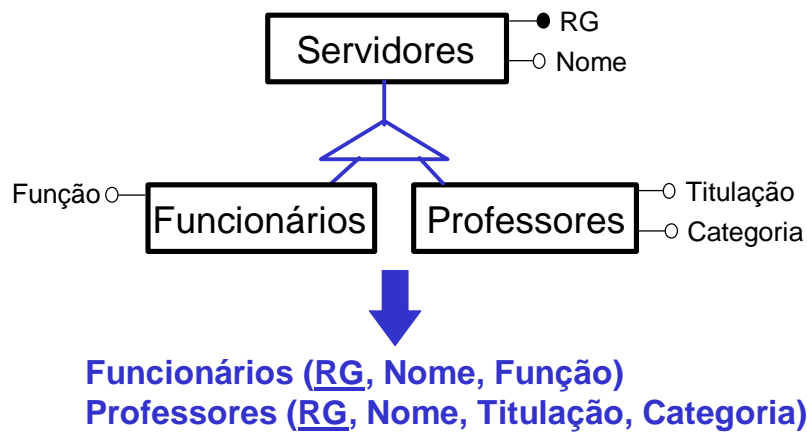 RG
Servidores
Nome
Função
Funcionários
Professores
Titulação
Categoria
Funcionários (RG, Nome, Função)
Professores (RG, Nome, Titulação, Categoria)